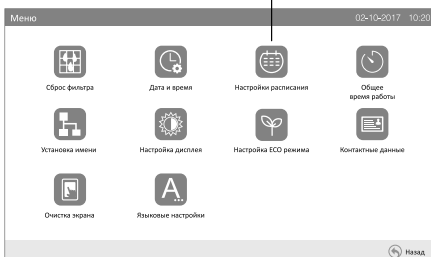 Меню 02-10-2017 10:20
Сброс фильтра Дата и время Настройки расписания Общее
время работы
Установка имени Настройка дисплея Настройка ECO режима Контактные данные
A...
Очистка экрана Языковые настройки
Назад